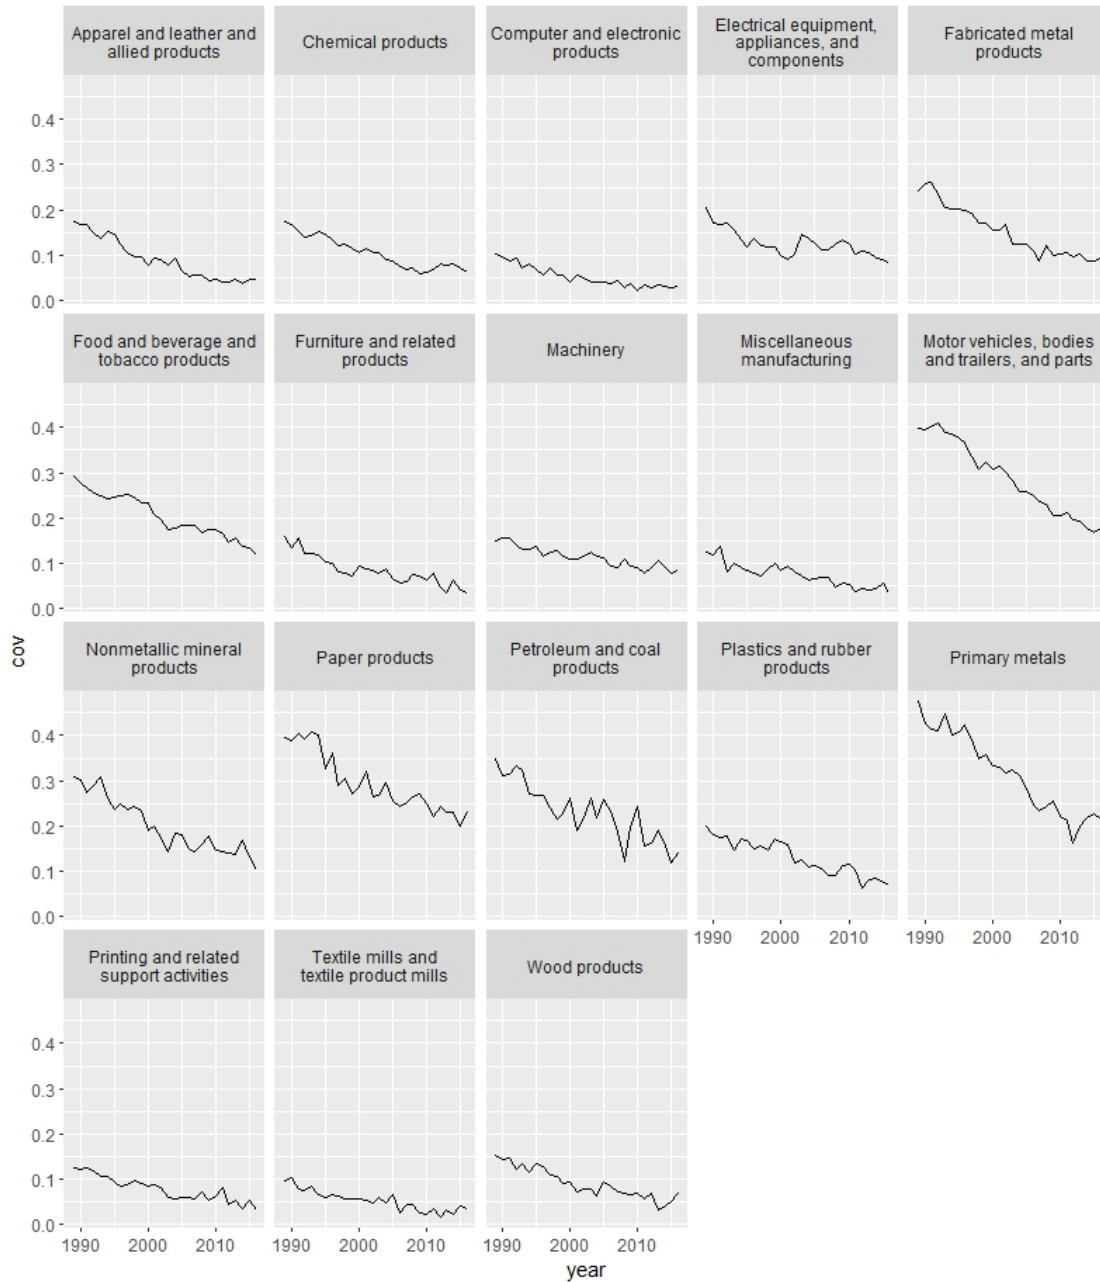 Apparel and leather and
allied products
Chemical products
Computer and electronic
products
Electrical equipment,
appliances, and
components
Fabricated metal
products
0.4
0.3
0.2
0.1
0.0
Food and beverage and
tobacco products
Furniture and related
products
Machinery
Miscellaneous
manufacturing
Motor vehicles, bodies
and trailers, and parts
0.4
0.3
0.2
0.1
0.0
cov
Nonmetallic mineral
products
Paper products
Petroleum and coal
products
Plastics and rubber
products
Primary metals
0.4
0.3
0.2
0.1
0.0
1990 2000 2010
1990 2000 2010
Printing and related
support activities
Textile mills and
textile product mills
Wood products
0.4
0.3
0.2
0.1
0.0
1990 2000 2010
1990 2000 2010
1990 2000 2010
year